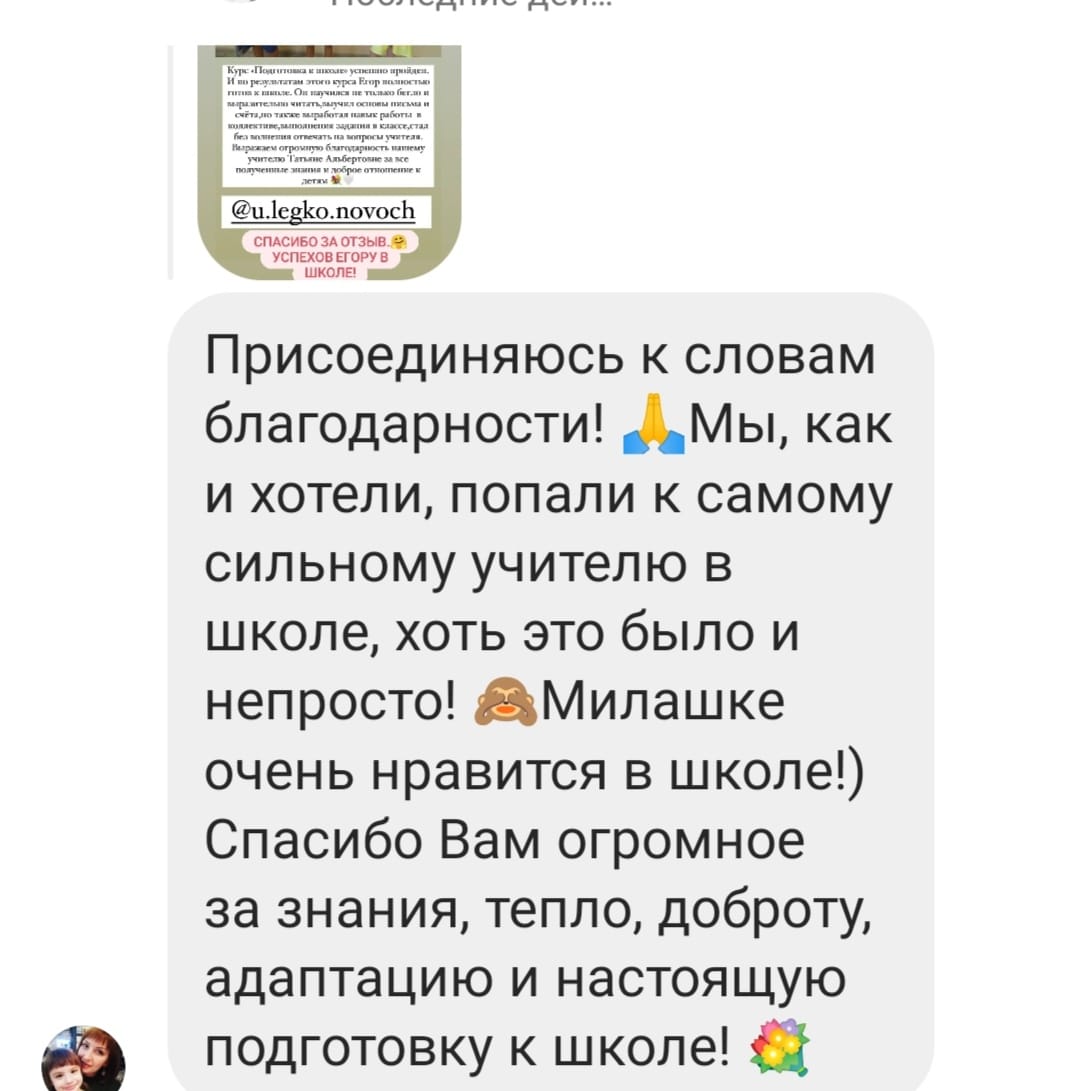 Последние дей...
Курс «Подготовка к школе» успешно пройден.
И по результатам этого курса Егор полностью
готов к школе. Он научился не только бегло и
выразительно читать,выучил основы письма и
счёта,но также выработал навык работы в
коллективе,выполнения задания в классе,стал
без волнения отвечать на вопросы учителя.
Выражаем огромную благодарность нашему
учителю Татьяне Альбертовне за все
полученные знания и доброе отношение к
детям 💐🤍
@u.legko.novoch
СПАСИБО ЗА ОТЗЫВ.🤗
УСПЕХОВ ЕГОРУ В
ШКОЛЕ!
Присоединяюсь к словам
благодарности! 🙏Мы, как
и хотели, попали к самому
сильному учителю в
школе, хоть это было и
непросто! 🙈Милашке
очень нравится в школе!)
Спасибо Вам огромное
за знания, тепло, доброту,
адаптацию и настоящую
подготовку к школе! 💐